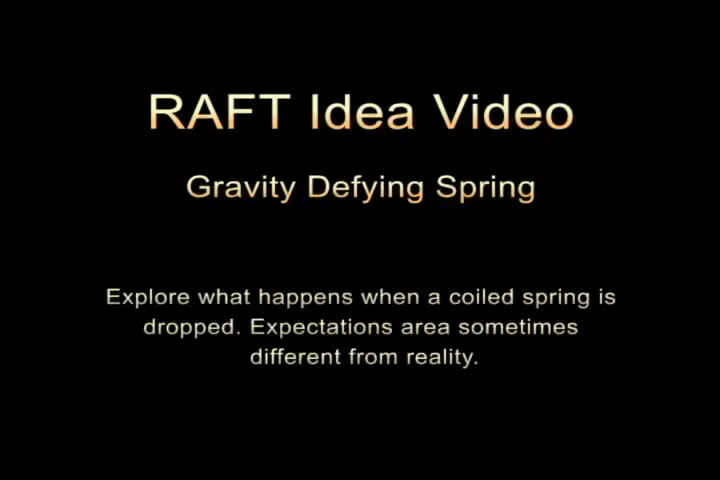 RAFT Idea Video
Gravity Defying Spring
Explore what happens when a coiled spring is
dropped. Expectations area sometimes
different from reality.